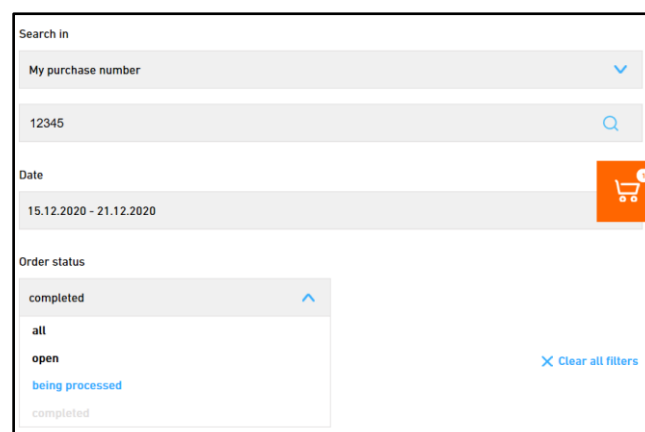 Search in
My purchase number
12345
Date
15.12.2020 - 21.12.2020
Order status
completed
all
open
being processed
Clear all filters
completed